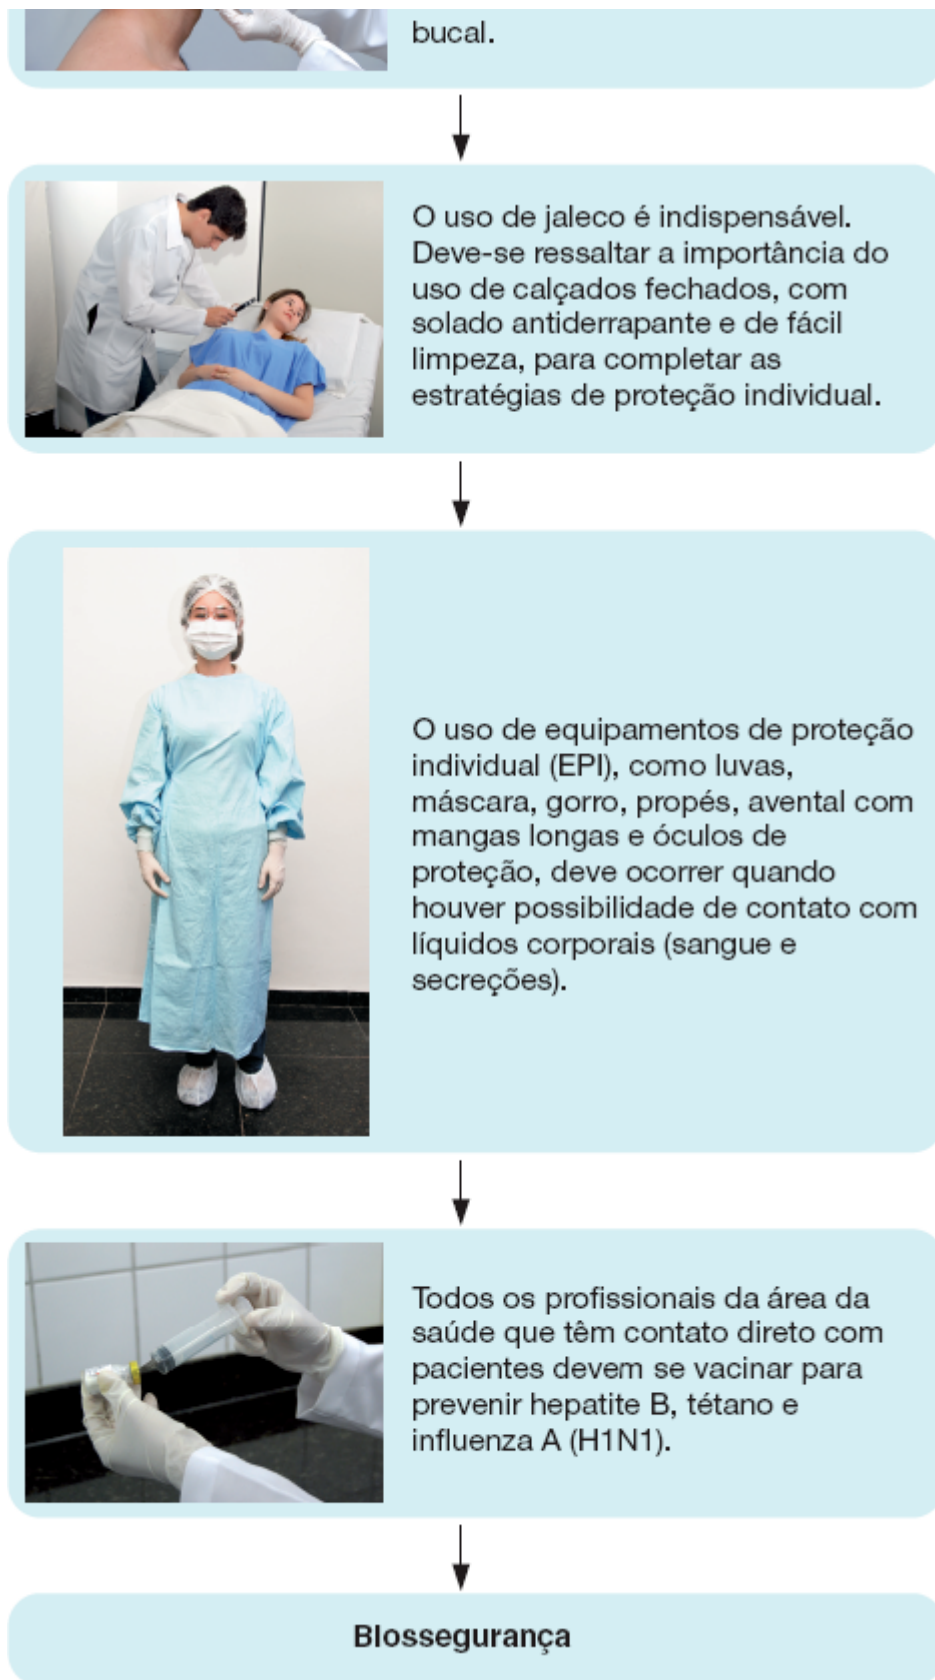 bucal.
O uso de jaleco é indispensável.
Deve-se ressaltar a importância do
uso de calçados fechados, com
solado antiderrapante e de fácil
limpeza, para completar as
estratégias de proteção individual.
O uso de equipamentos de proteção
individual (EPI), como luvas,
máscara, gorro, propés, avental com
mangas longas e óculos de
proteção, deve ocorrer quando
houver possibilidade de contato com
líquidos corporais (sangue e
secreções).
Todos os profissionais da área da
saúde que têm contato direto com
pacientes devem se vacinar para
prevenir hepatite B, tétano e
influenza A (H1N1).
Blossegurança